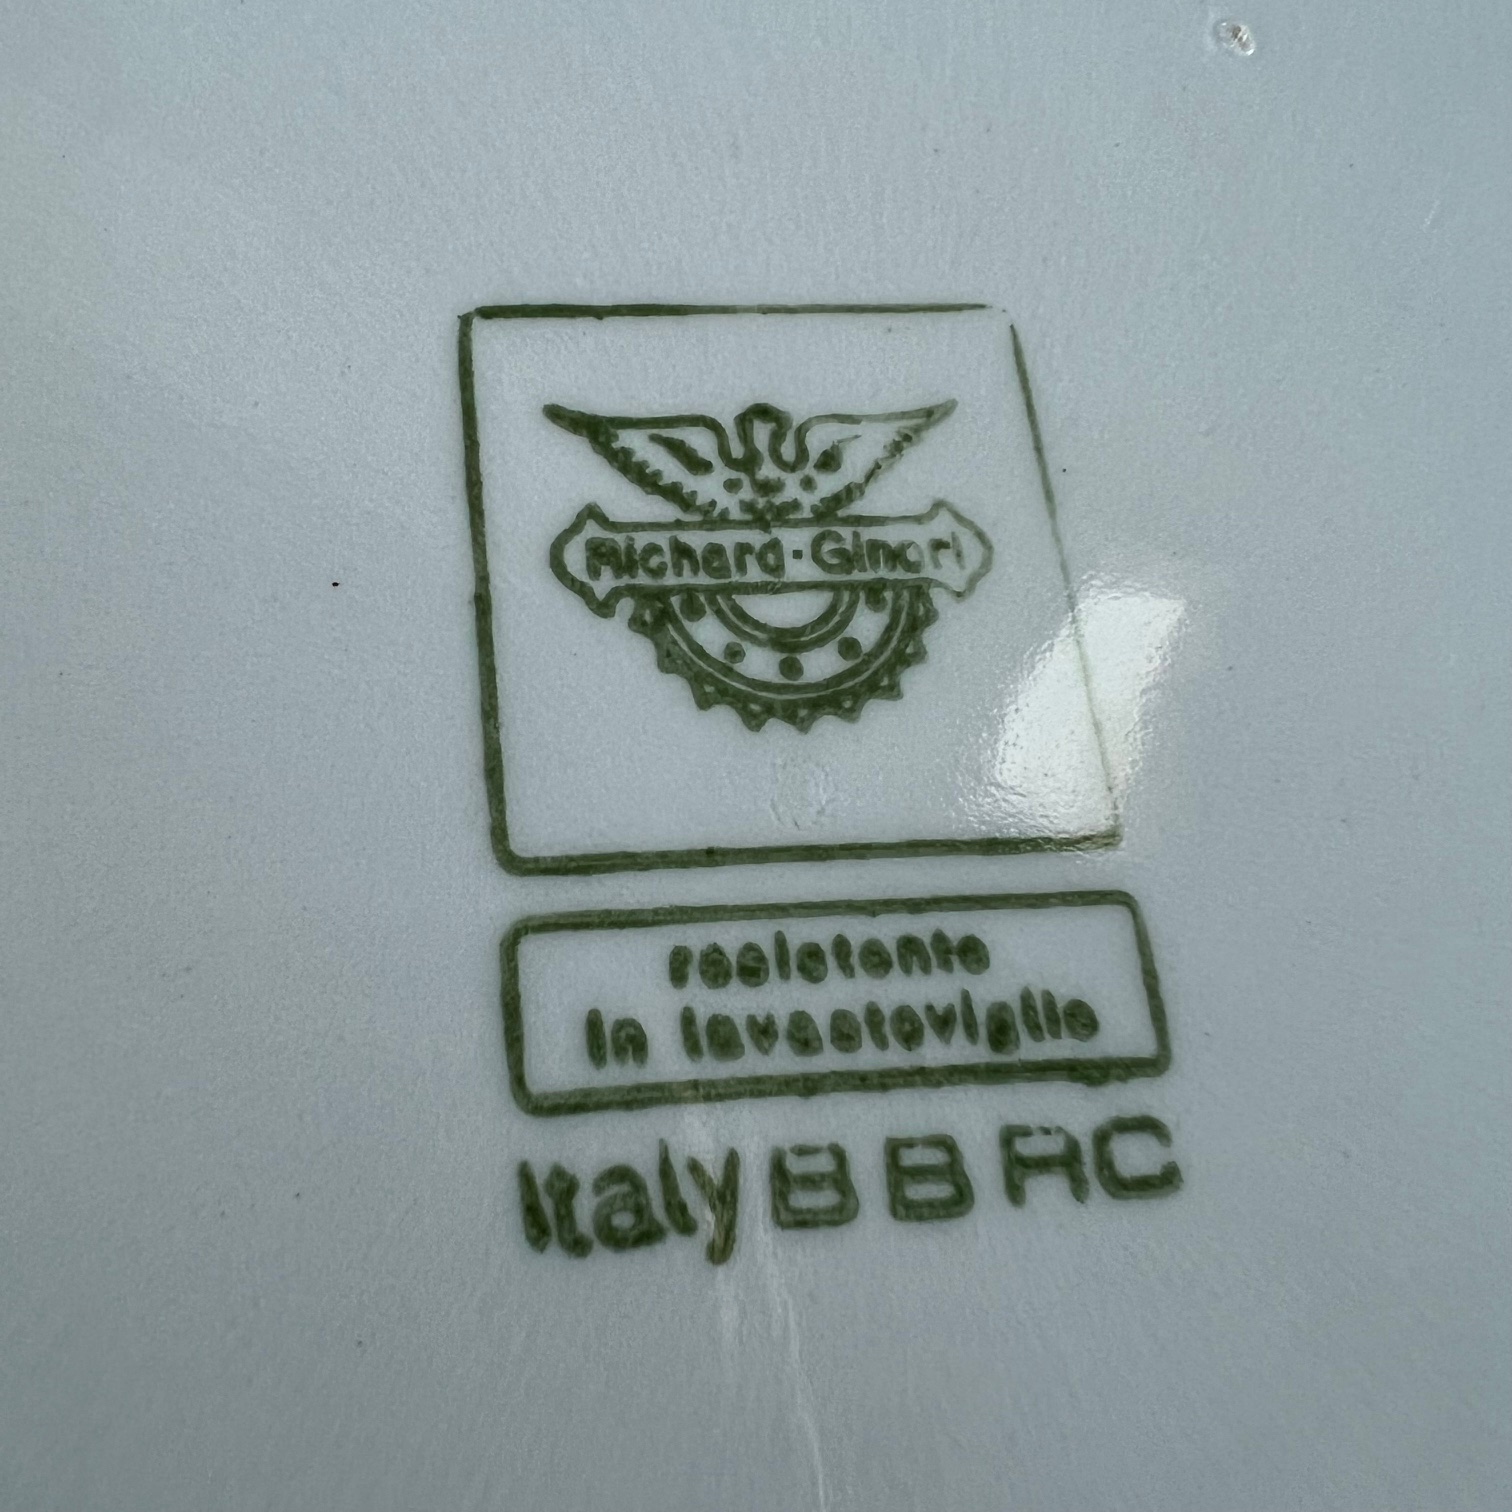 Richard-Ginori
resistente
in lavastoviglie
Italy B B RC